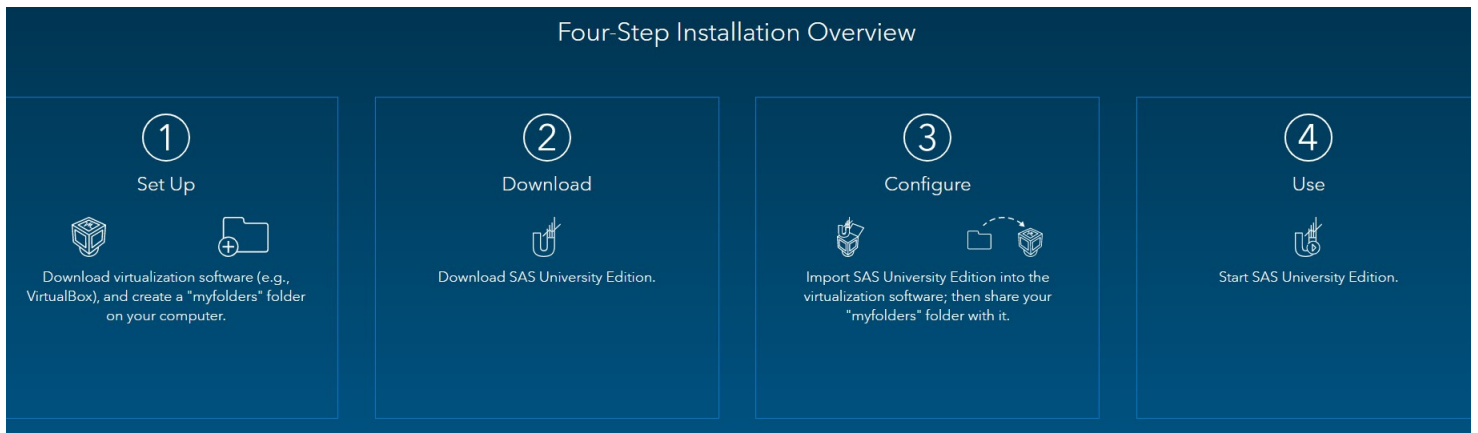 Four-Step Installation Overview
1
Set Up
Download virtualization software (e.g.,
VirtualBox), and create a "myfolders" folder
on your computer.
2
Download
Download SAS University Edition.
3
Configure
Import SAS University Edition into the
virtualization software; then share your
"myfolders" folder with it.
4
Use
Start SAS University Edition.